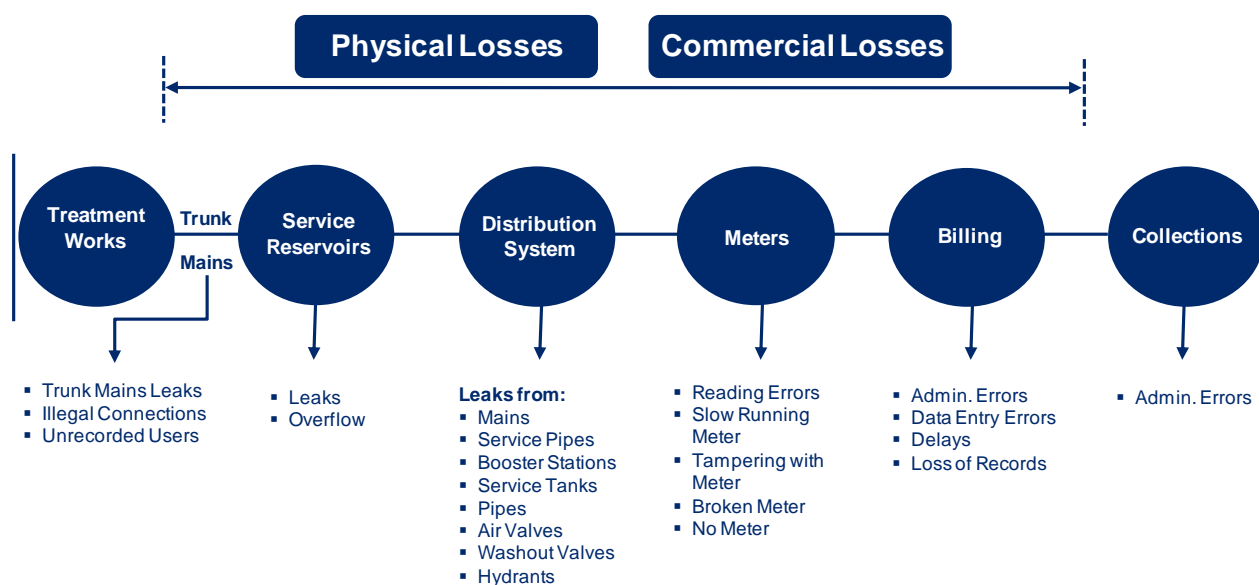 Physical Losses
Commercial Losses
Treatment
Works
Trunk
Mains
Service
Reservoirs
Distribution
System
Meters
Billing
Collections
▪ Trunk Mains Leaks
▪ Illegal Connections
▪ Unrecorded Users
▪ Leaks
▪ Overflow
Leaks from:
▪ Mains
▪ Service Pipes
▪ Booster Stations
▪ Service Tanks
▪ Pipes
▪ Air Valves
▪ Washout Valves
▪ Hydrants
▪ Reading Errors
▪ Slow Running
Meter
▪ Tampering with
Meter
▪ Broken Meter
▪ No Meter
▪ Admin. Errors
▪ Data Entry Errors
▪ Delays
▪ Loss of Records
▪ Admin. Errors